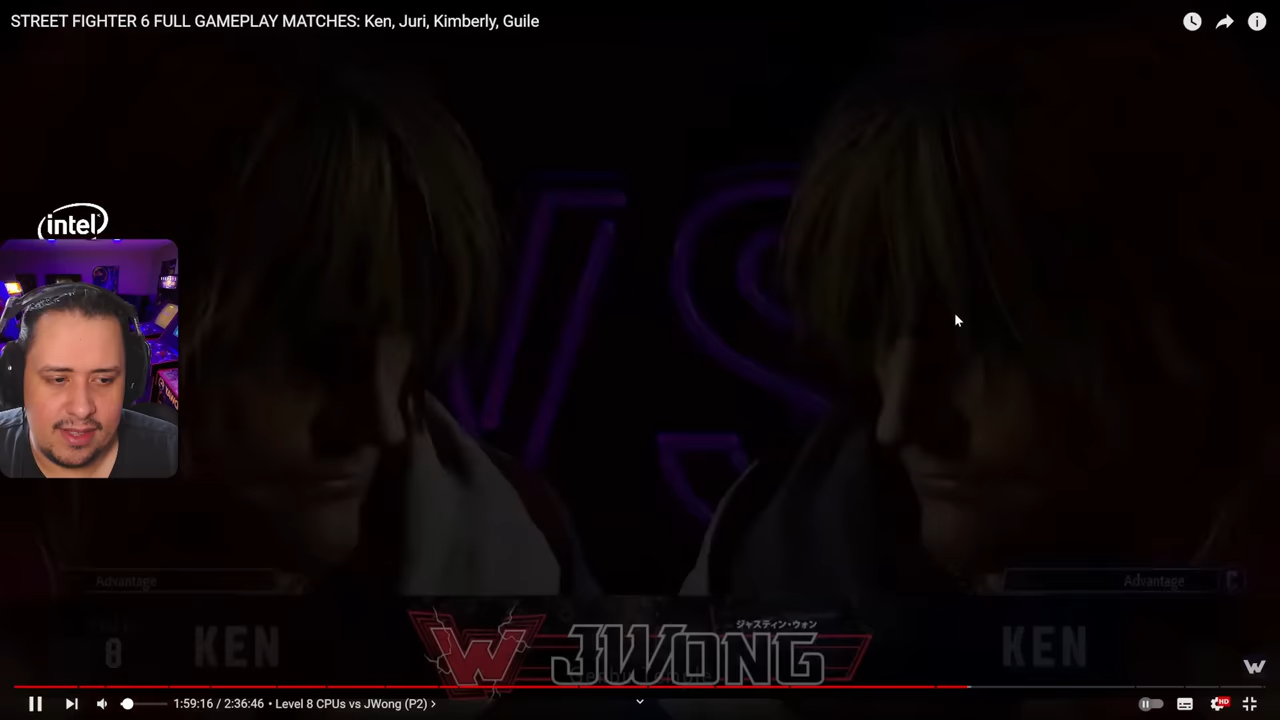 STREET FIGHTER 6 FULL GAMEPLAY MATCHES: Ken, Juri, Kimberly, Guile
intel
VS
Advantage
Advantage
C
8
KEN
W
ジャスティン・ウォン
JWONG
KEN
W
1:59:16 / 2:36:46 • Level 8 CPUs vs JWong (P2)
HD